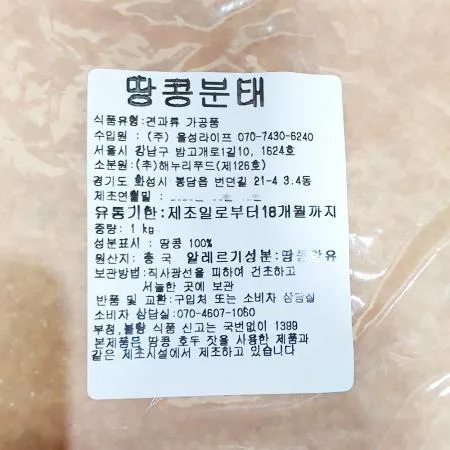 땅콩분태
식품유형:견과류 가공품
수입원 : (주) 율성라이프 070-7430-6240
서울시 강남구 밤고개로1길10, 1624호
소분원:(주)해누리푸드(제126호)
경기도 화성시 봉담읍 번던길 21-4 3.4동
제조연월일 :
유통기한:제조일로부터18개월까지
중량: 1 kg
성분표시 : 땅콩 100%
원산지: 중 국 알레르기성분:땅콩함유
보관방법:직사광선을 피하여 건초하고
서늘한 곳에 보관
반품 및 교환:구입처 또는 소비자 상담실
소비자 상담실:070-4607-1060
부정,불량 식품 신고는 국번없이 1399
본제품은 땅콩 호두 잣을 사용한 제품과
같은 제조시설에서 제조하고 있습니다